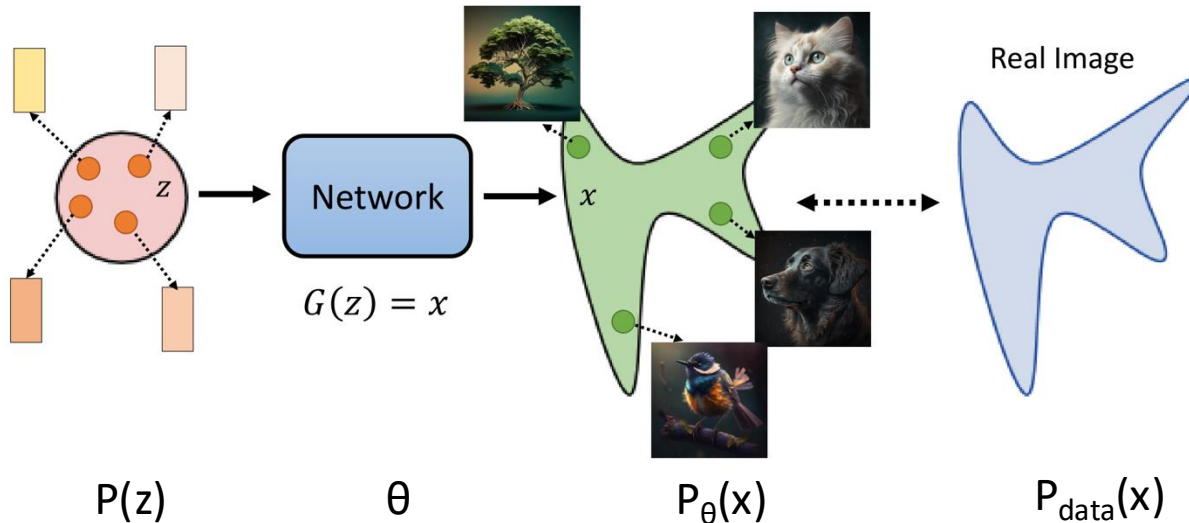 Real Image
z
Network
x
G(z) = x
P(z)
θ
Pθ(x)
Pdata(x)